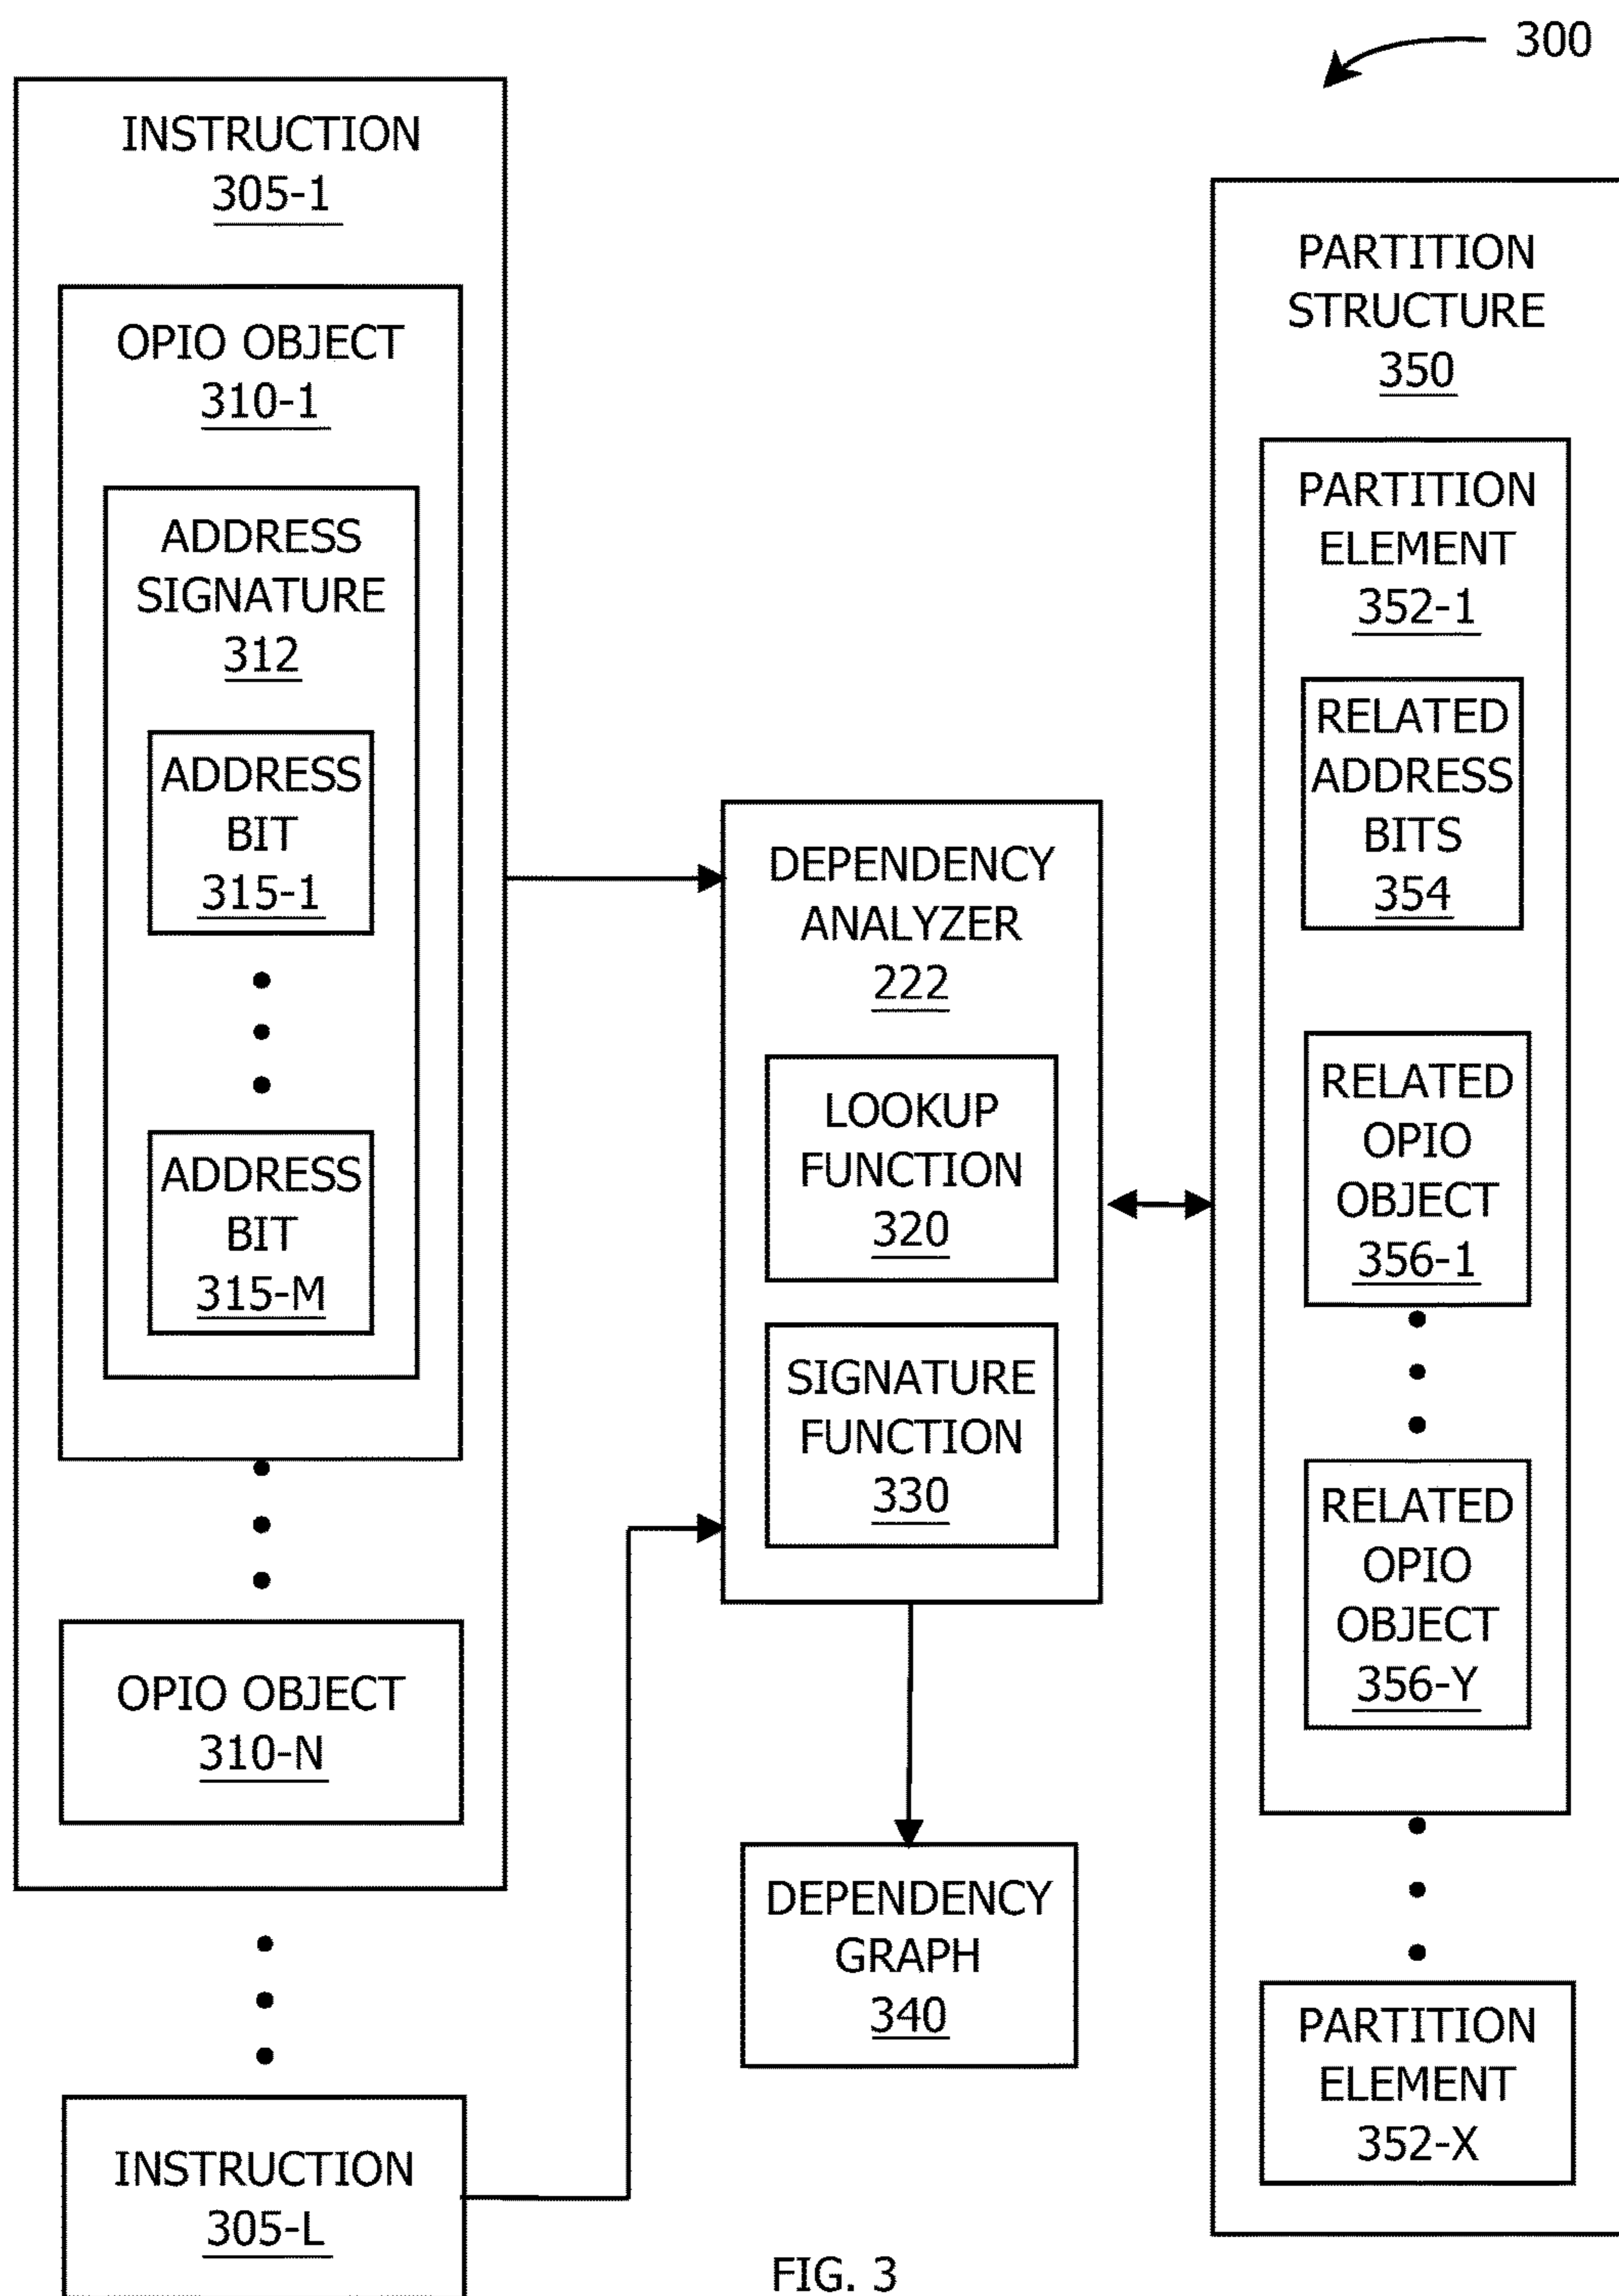 300
INSTRUCTION
305-1
OPIO OBJECT
310-1
ADDRESS
SIGNATURE
312
ADDRESS
BIT
315-1
ADDRESS
BIT
315-M
OPIO OBJECT
310-N
INSTRUCTION
305-L
DEPENDENCY
ANALYZER
222
LOOKUP
FUNCTION
320
SIGNATURE
FUNCTION
330
DEPENDENCY
GRAPH
340
PARTITION
STRUCTURE
350
PARTITION
ELEMENT
352-1
RELATED
ADDRESS
BITS
354
RELATED
OPIO
OBJECT
356-1
RELATED
OPIO
OBJECT
356-Y
PARTITION
ELEMENT
352-X
FIG. 3